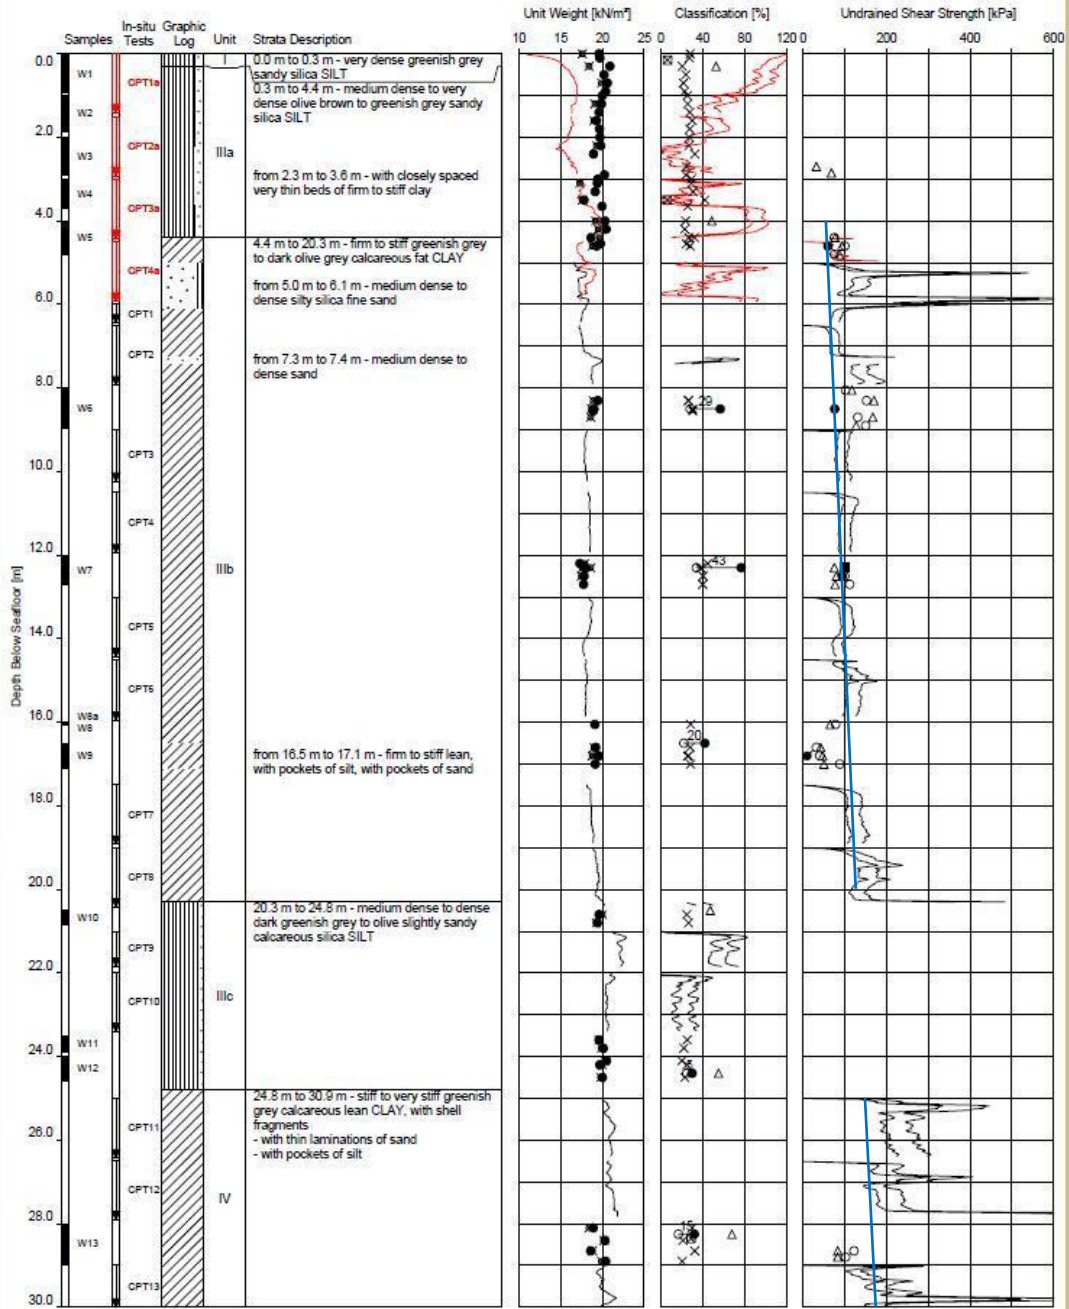 Unit Weight [kN/m³]
Classification [%]
Undrained Shear Strength [kPa]
Samples
In-situ Tests
Graphic Log
Unit
Strata Description
10 15 20 25
0 40 80 120
0 200 400 600
Depth Below Seafloor [m]
0.0
2.0
4.0
6.0
8.0
10.0
12.0
14.0
16.0
18.0
20.0
22.0
24.0
26.0
28.0
30.0
W1
W2
W3
W4
W5
W6
W7
W8a
W8
W9
W10
W11
W12
W13
CPT1a
CPT2a
CPT3a
CPT4a
CPT1
CPT2
CPT3
CPT4
CPT5
CPT6
CPT7
CPT8
CPT9
CPT10
CPT11
CPT12
CPT13
I
IIIa
IIIb
IIIc
IV
0.0 m to 0.3 m - very dense greenish grey
sandy silica SILT
0.3 m to 4.4 m - medium dense to very
dense olive brown to greenish grey sandy
silica SILT
from 2.3 m to 3.6 m - with closely spaced
very thin beds of firm to stiff clay
4.4 m to 20.3 m - firm to stiff greenish grey
to dark olive grey calcareous fat CLAY
from 5.0 m to 6.1 m - medium dense to
dense silty silica fine sand
from 7.3 m to 7.4 m - medium dense to
dense sand
from 16.5 m to 17.1 m - firm to stiff lean,
with pockets of silt, with pockets of sand
20.3 m to 24.8 m - medium dense to dense
dark greenish grey to olive slightly sandy
calcareous silica SILT
24.8 m to 30.9 m - stiff to very stiff greenish
grey calcareous lean CLAY, with shell
fragments
- with thin laminations of sand
- with pockets of silt
29
43
20
15